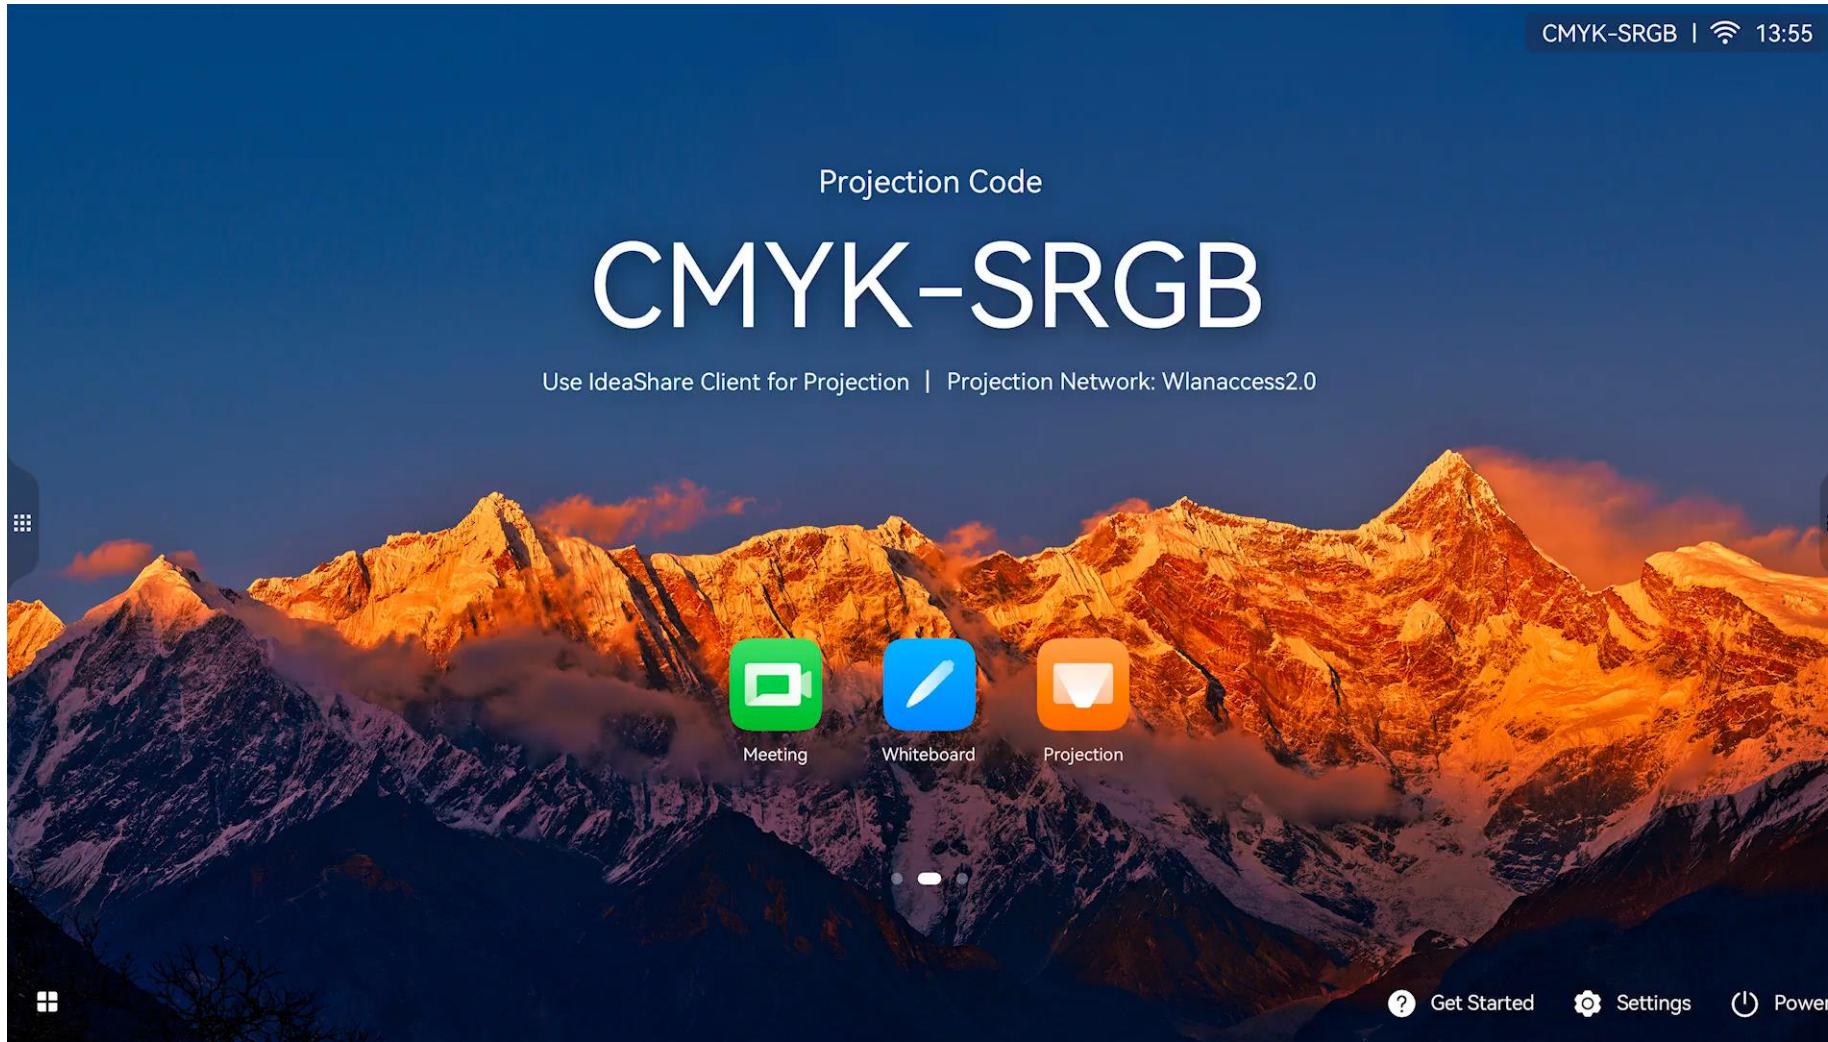 CMYK-SRGB | 13:55
Projection Code
CMYK-SRGB
Use IdeaShare Client for Projection | Projection Network: Wlanaccess2.0
Meeting Whiteboard Projection
? Get Started Settings Power